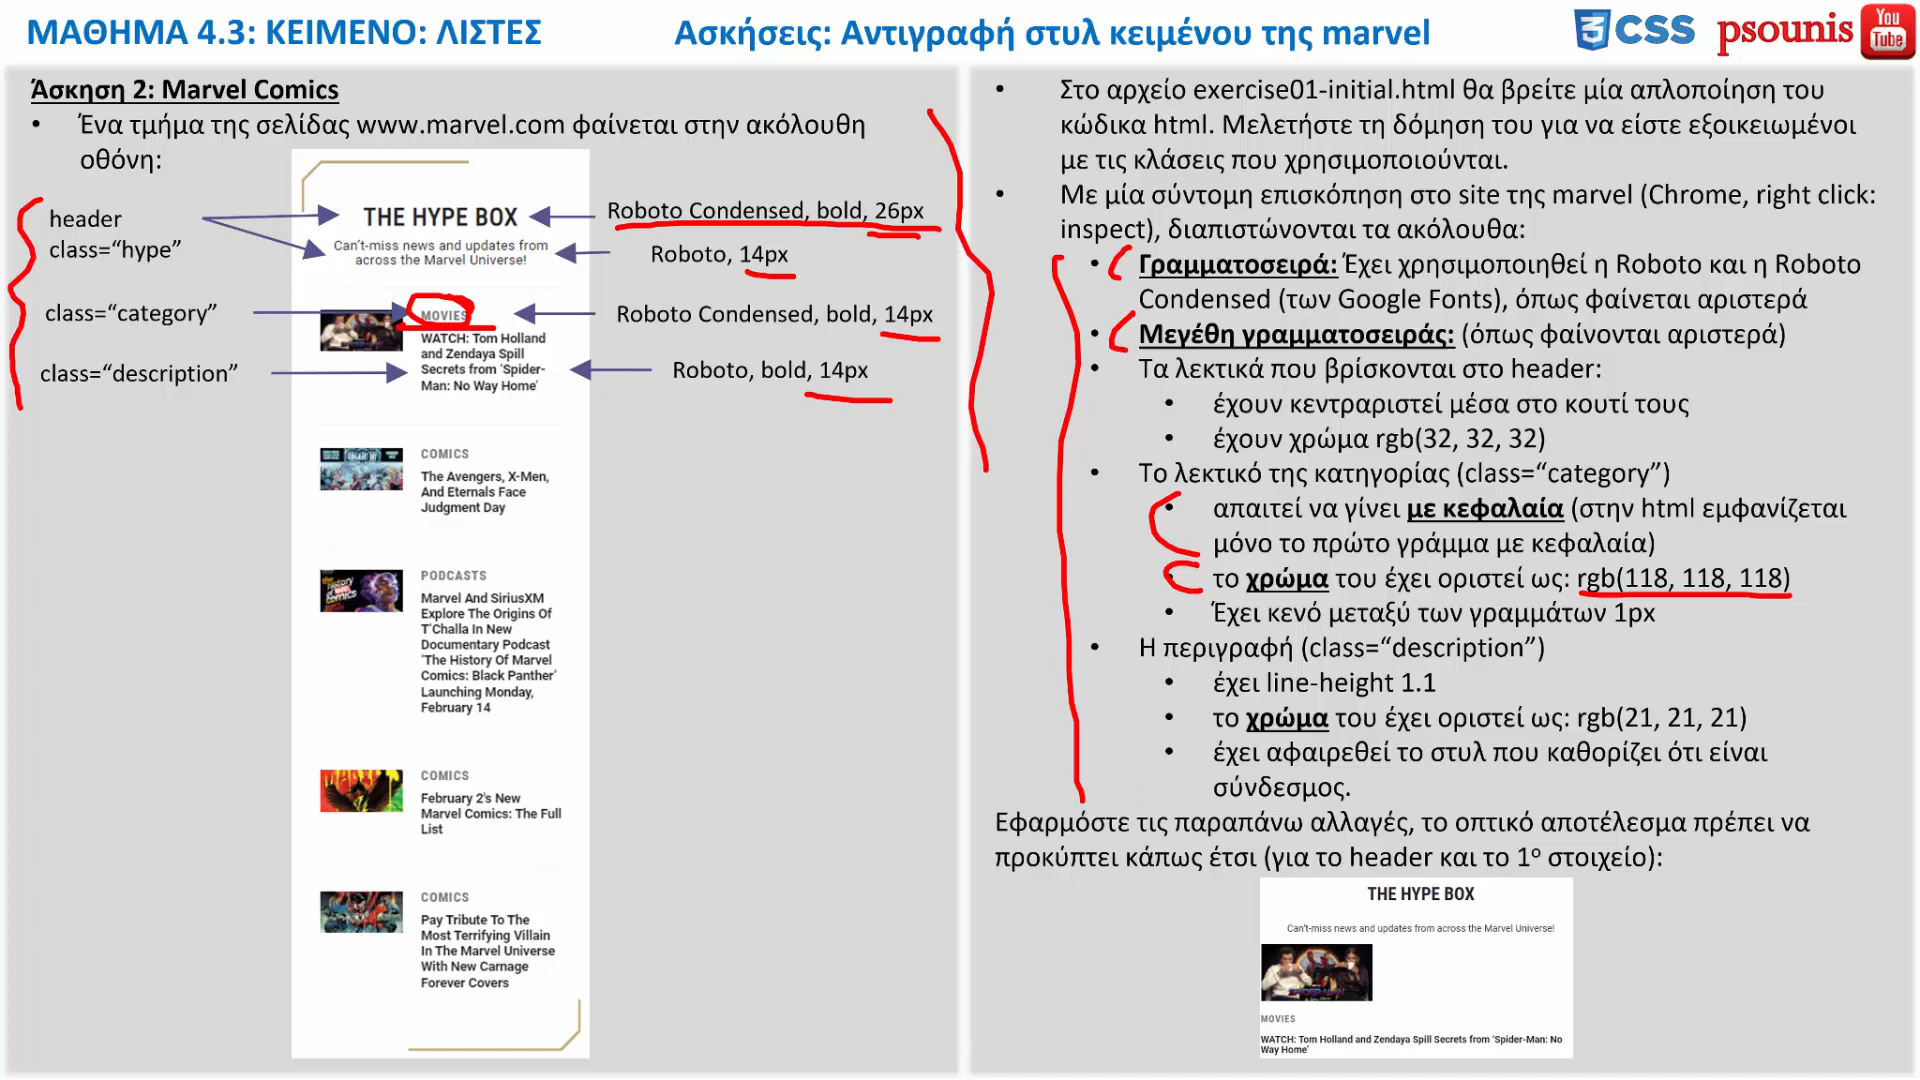 ΜΑΘΗΜΑ 4.3: ΚΕΙΜΕΝΟ: ΛΙΣΤΕΣ
Ασκήσεις: Αντιγραφή στυλ κειμένου της marvel
CSS
psounis
You
Tube
Άσκηση 2: Marvel Comics
• Ένα τμήμα της σελίδας www.marvel.com φαίνεται στην ακόλουθη
οθόνη:
header
class=“hype”
class=“category”
class=“description”
THE HYPE BOX
Can’t-miss news and updates from
across the Marvel Universe!
MOVIES
WATCH: Tom Holland
and Zendaya Spill
Secrets from ‘Spider-
Man: No Way Home’
COMICS
The Avengers, X-Men,
And Eternals Face
Judgment Day
PODCASTS
Marvel And SiriusXM
Explore The Origins Of
T’Challa In New
Documentary Podcast
‘The History Of Marvel
Comics: Black Panther’
Launching Monday,
February 14
COMICS
February 2's New
Marvel Comics: The Full
List
COMICS
Pay Tribute To The
Most Terrifying Villain
In The Marvel Universe
With New Carnage
Forever Covers
Roboto Condensed, bold, 26px
Roboto, 14px
Roboto Condensed, bold, 14px
Roboto, bold, 14px
• Στο αρχείο exercise01-initial.html θα βρείτε μία απλοποίηση του
κώδικα html. Μελετήστε τη δόμηση του για να είστε εξοικειωμένοι
με τις κλάσεις που χρησιμοποιούνται.
• Με μία σύντομη επισκόπηση στο site της marvel (Chrome, right click:
inspect), διαπιστώνονται τα ακόλουθα:
• Γραμματοσειρά: Έχει χρησιμοποιηθεί η Roboto και η Roboto
Condensed (των Google Fonts), όπως φαίνεται αριστερά
• Μεγέθη γραμματοσειράς: (όπως φαίνονται αριστερά)
• Τα λεκτικά που βρίσκονται στο header:
• έχουν κεντραριστεί μέσα στο κουτί τους
• έχουν χρώμα rgb(32, 32, 32)
• Το λεκτικό της κατηγορίας (class=“category”)
• απαιτεί να γίνει με κεφαλαία (στην html εμφανίζεται
μόνο το πρώτο γράμμα με κεφαλαία)
• το χρώμα του έχει οριστεί ως: rgb(118, 118, 118)
• Έχει κενό μεταξύ των γραμμάτων 1px
• Η περιγραφή (class=“description”)
• έχει line-height 1.1
• το χρώμα του έχει οριστεί ως: rgb(21, 21, 21)
• έχει αφαιρεθεί το στυλ που καθορίζει ότι είναι
σύνδεσμος.
Εφαρμόστε τις παραπάνω αλλαγές, το οπτικό αποτέλεσμα πρέπει να
προκύπτει κάπως έτσι (για το header και το 1ο στοιχείο):
THE HYPE BOX
Can’t-miss news and updates from across the Marvel Universe!
MOVIES
WATCH: Tom Holland and Zendaya Spill Secrets from ‘Spider-Man: No
Way Home’